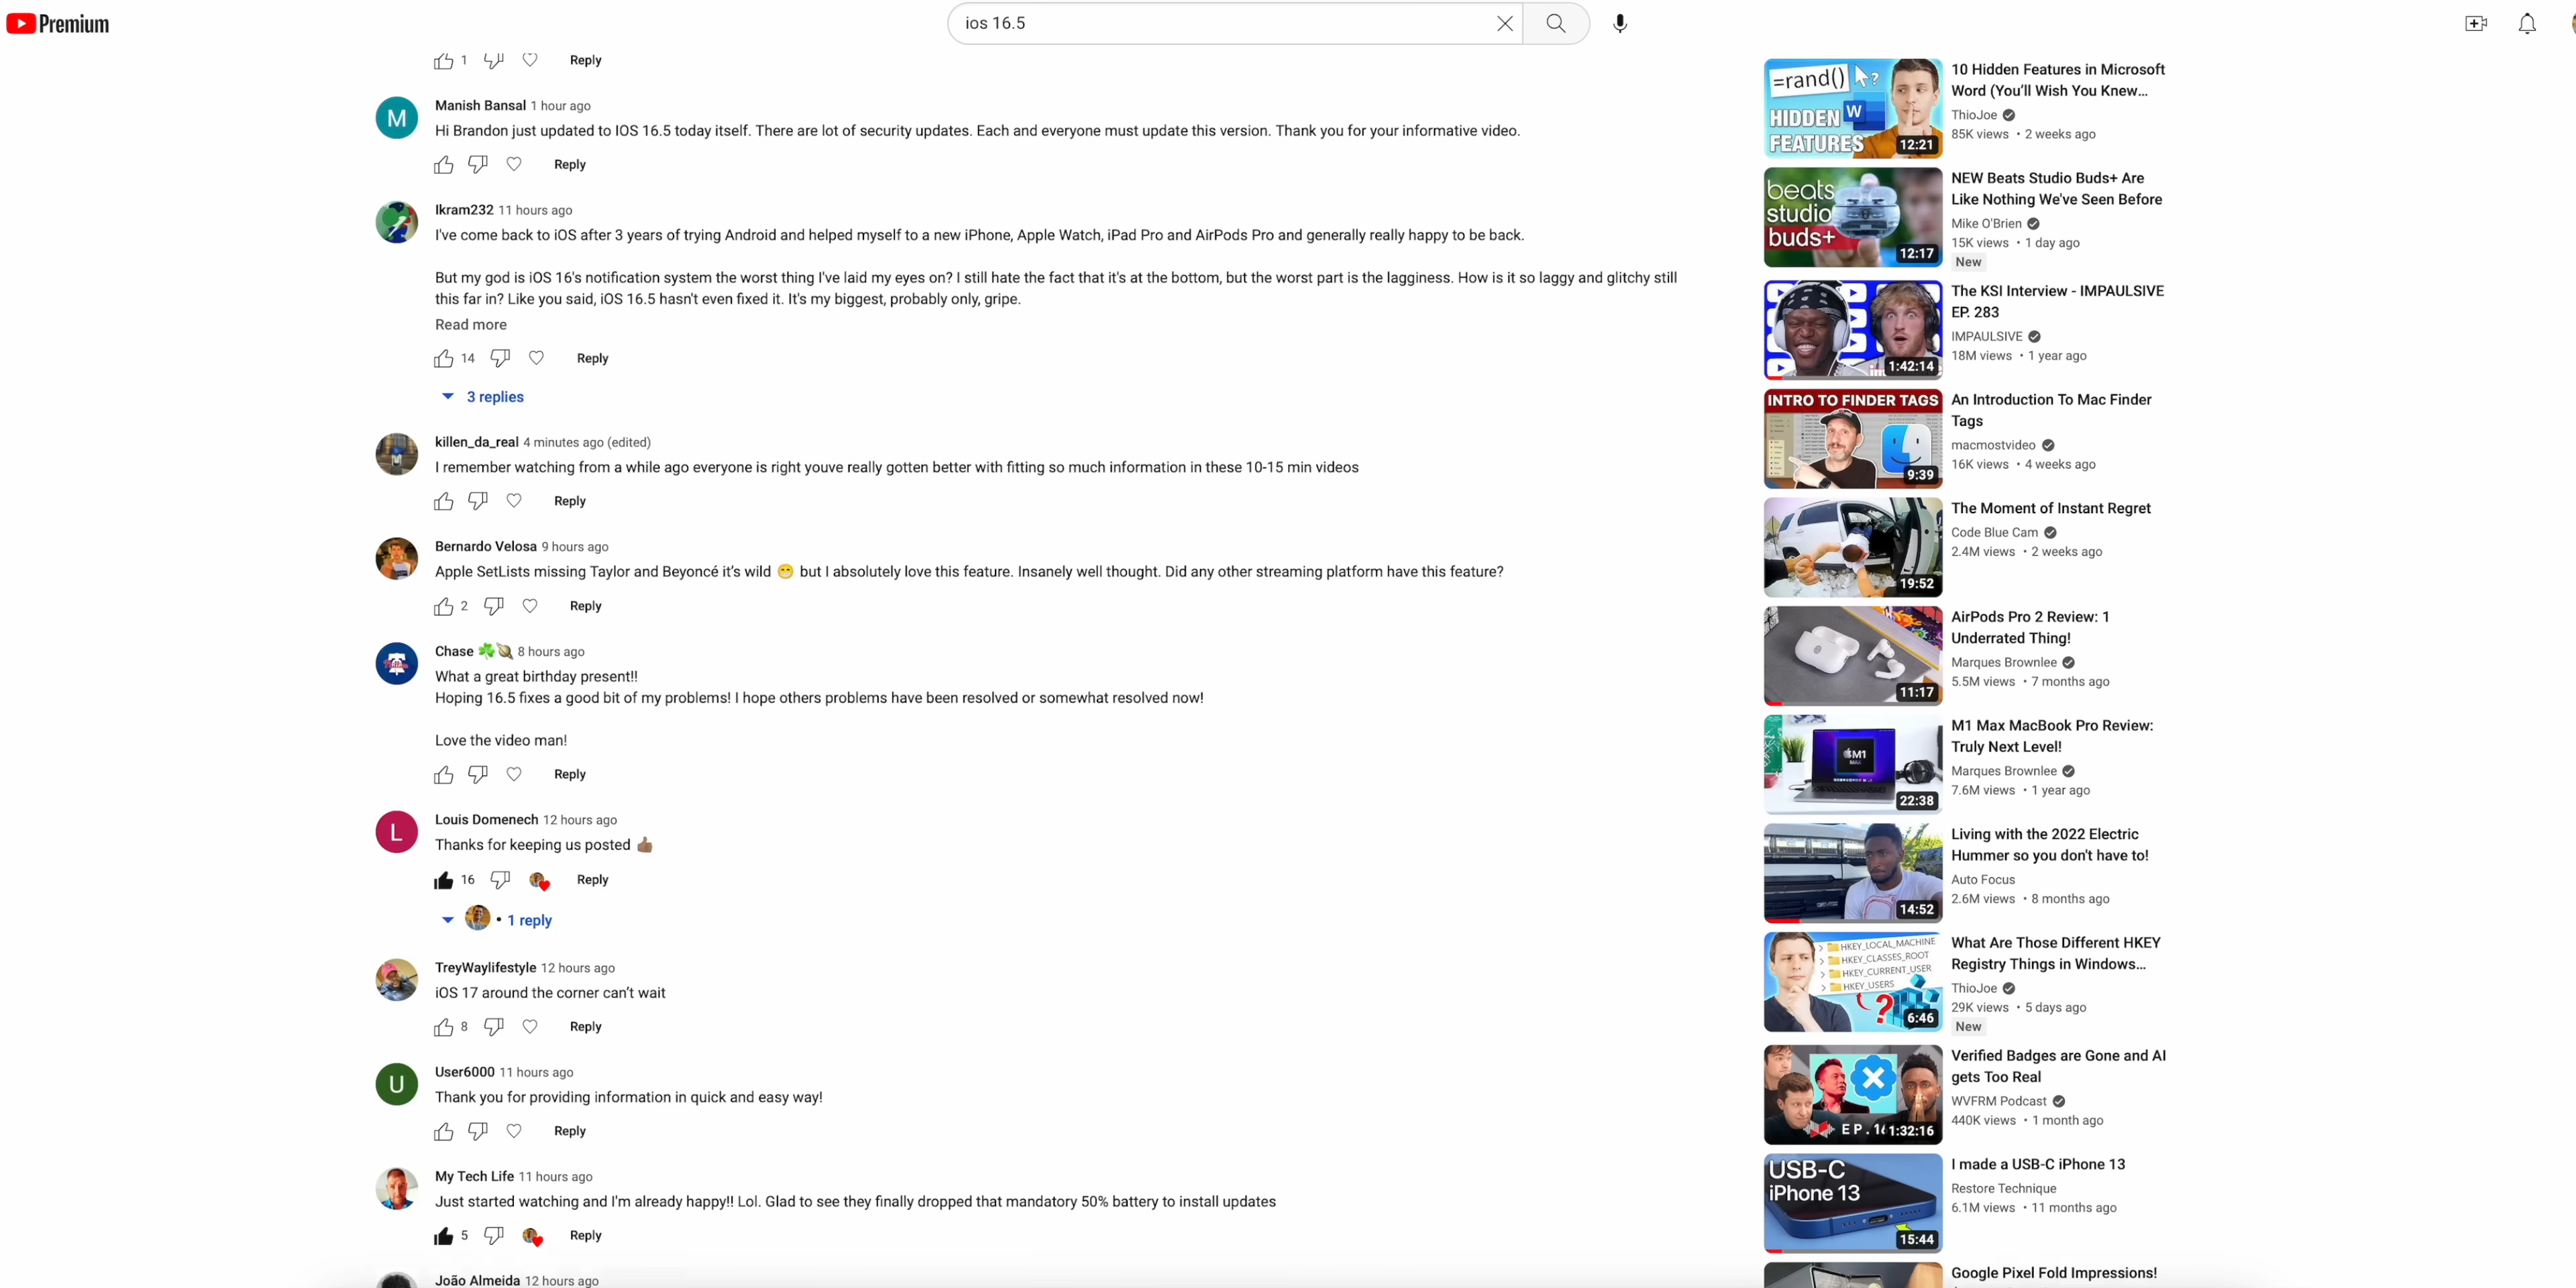 Premium
ios 16.5
1 Reply
Manish Bansal 1 hour ago
Hi Brandon just updated to IOS 16.5 today itself. There are lot of security updates. Each and everyone must update this version. Thank you for your informative video.
Reply
Ikram232 11 hours ago
I've come back to iOS after 3 years of trying Android and helped myself to a new iPhone, Apple Watch, iPad Pro and AirPods Pro and generally really happy to be back.
But my god is iOS 16's notification system the worst thing I've laid my eyes on? I still hate the fact that it's at the bottom, but the worst part is the lagginess. How is it so laggy and glitchy still
this far in? Like you said, iOS 16.5 hasn't even fixed it. It's my biggest, probably only, gripe.
Read more
14 Reply
3 replies
killen_da_real 4 minutes ago (edited)
I remember watching from a while ago everyone is right youve really gotten better with fitting so much information in these 10-15 min videos
Reply
Bernardo Velosa 9 hours ago
Apple SetLists missing Taylor and Beyoncé it's wild 😁 but I absolutely love this feature. Insanely well thought. Did any other streaming platform have this feature?
2 Reply
Chase ☘️🪴 8 hours ago
What a great birthday present!!
Hoping 16.5 fixes a good bit of my problems! I hope others problems have been resolved or somewhat resolved now!
Love the video man!
Reply
L
Louis Domenech 12 hours ago
Thanks for keeping us posted 👍🏽
16 Reply
• 1 reply
TreyWaylifestyle 12 hours ago
iOS 17 around the corner can't wait
8 Reply
U
User6000 11 hours ago
Thank you for providing information in quick and easy way!
Reply
My Tech Life 11 hours ago
Just started watching and I'm already happy!! Lol. Glad to see they finally dropped that mandatory 50% battery to install updates
5 Reply
João Almeida 12 hours ago
M
=rand() ?
HIDDEN W
FEATURES 12:21
10 Hidden Features in Microsoft
Word (You'll Wish You Knew...
ThioJoe
85K views • 2 weeks ago
beats
studio
buds+
12:17
NEW Beats Studio Buds+ Are
Like Nothing We've Seen Before
Mike O'Brien
15K views • 1 day ago
New
1:42:14
The KSI Interview - IMPAULSIVE
EP. 283
IMPAULSIVE
18M views • 1 year ago
INTRO TO FINDER TAGS
9:39
An Introduction To Mac Finder
Tags
macmostvideo
16K views • 4 weeks ago
19:52
The Moment of Instant Regret
Code Blue Cam
2.4M views • 2 weeks ago
11:17
AirPods Pro 2 Review: 1
Underrated Thing!
Marques Brownlee
5.5M views • 7 months ago
M1
MAX
22:38
M1 Max MacBook Pro Review:
Truly Next Level!
Marques Brownlee
7.6M views • 1 year ago
14:52
Living with the 2022 Electric
Hummer so you don't have to!
Auto Focus
2.6M views • 8 months ago
HKEY_LOCAL_MACHINE
HKEY_CLASSES_ROOT
HKEY_CURRENT_USER
HKEY_USERS
?
6:46
What Are Those Different HKEY
Registry Things in Windows...
ThioJoe
29K views • 5 days ago
New
EP.
1:32:16
Verified Badges are Gone and AI
gets Too Real
WVFRM Podcast
440K views • 1 month ago
USB-C
iPhone 13
15:44
I made a USB-C iPhone 13
Restore Technique
6.1M views • 11 months ago
Google Pixel Fold Impressions!